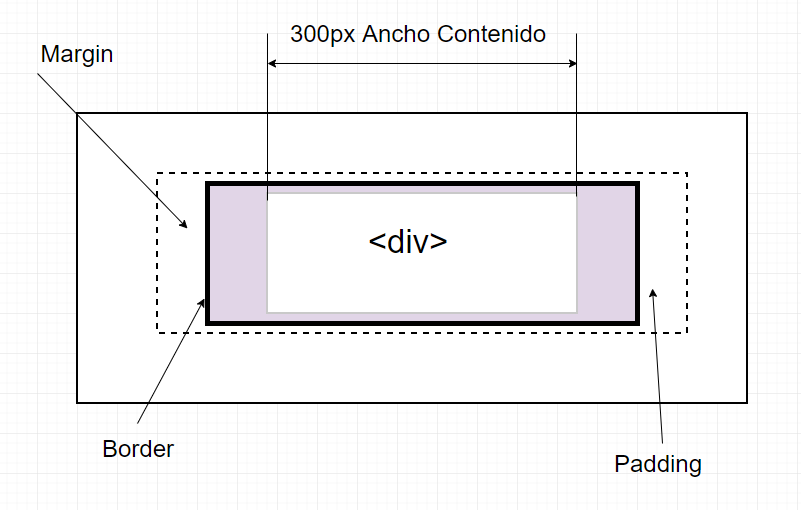 300px Ancho Contenido
Margin
<div>
Border
Padding